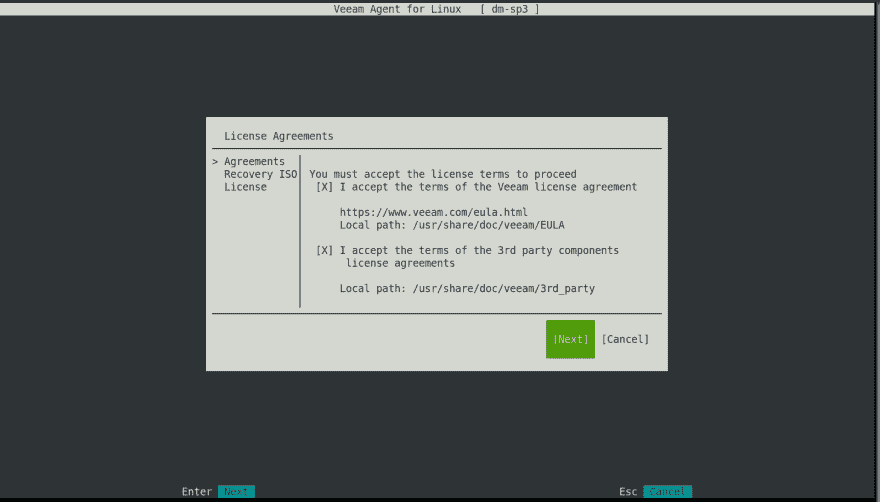 Veeam Agent for Linux [ dm-sp3 ]
License Agreements
> Agreements
Recovery ISO
License
You must accept the license terms to proceed
[X] I accept the terms of the Veeam license agreement
https://www.veeam.com/eula.html
Local path: /usr/share/doc/veeam/EULA
[X] I accept the terms of the 3rd party components
license agreements
Local path: /usr/share/doc/veeam/3rd_party
[Next] [Cancel]
Enter Next Esc Cancel